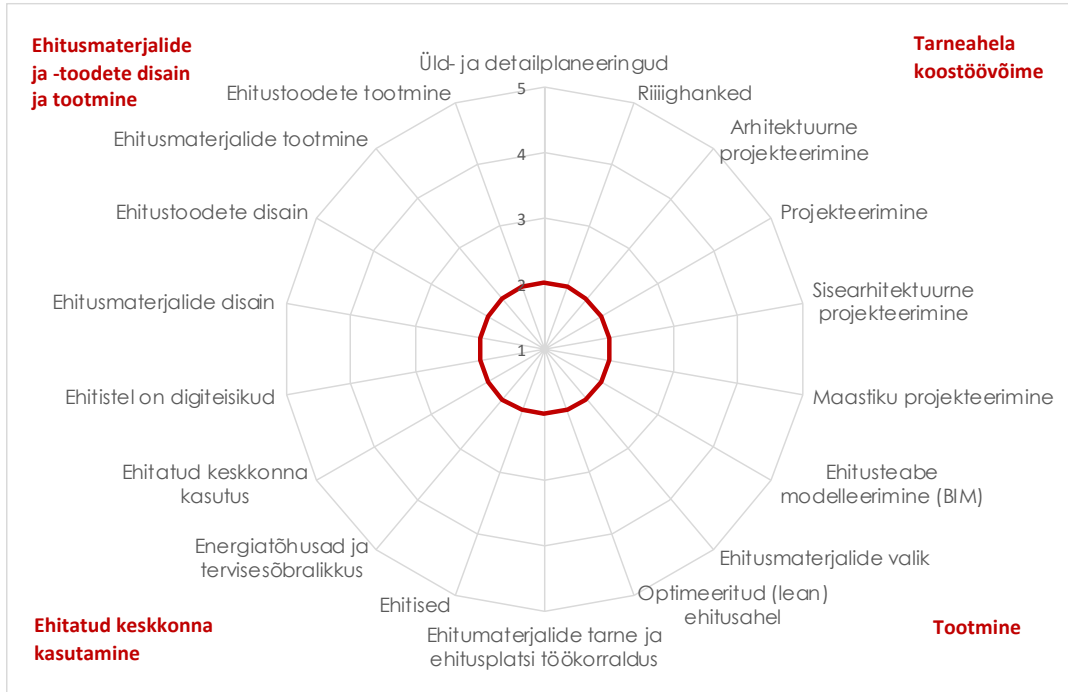 Ehitusmaterjalide
ja -toodete disain
ja tootmine
Tarneahela
koostöövõime
Üld- ja detailplaneeringud
Riiiighanked
Arhitektuurne
projekteerimine
Projekteerimine
Sisearhitektuurne
projekteerimine
Maastiku projekteerimine
Ehitusteabe
modelleerimine (BIM)
Ehitusmaterjalide valik
Optimeeritud (lean)
ehitusahel
Ehitumaterjalide tarne ja
ehitusplatsi töökorraldus
Ehitised
Energiatõhusad ja
tervisesõbralikkus
Ehitatud keskkonna
kasutus
Ehitistel on digiteisikud
Ehitusmaterjalide disain
Ehitustoodete disain
Ehitusmaterjalide tootmine
Ehitustoodete tootmine
5
4
3
2
1
Ehitatud keskkonna
kasutamine
Tootmine